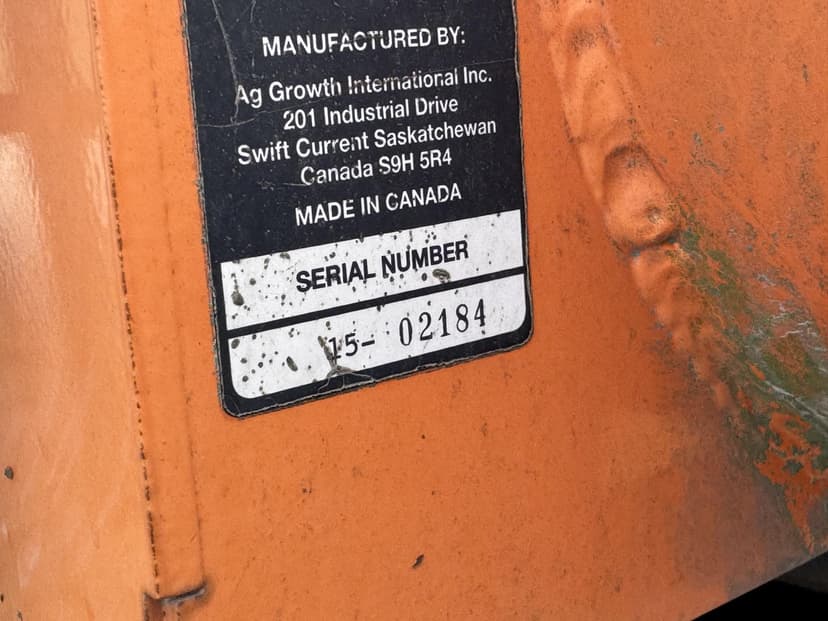 MANUFACTURED BY:
Ag Growth International Inc.
201 Industrial Drive
Swift Current Saskatchewan
Canada S9H 5R4
MADE IN CANADA
SERIAL NUMBER
15- 02184